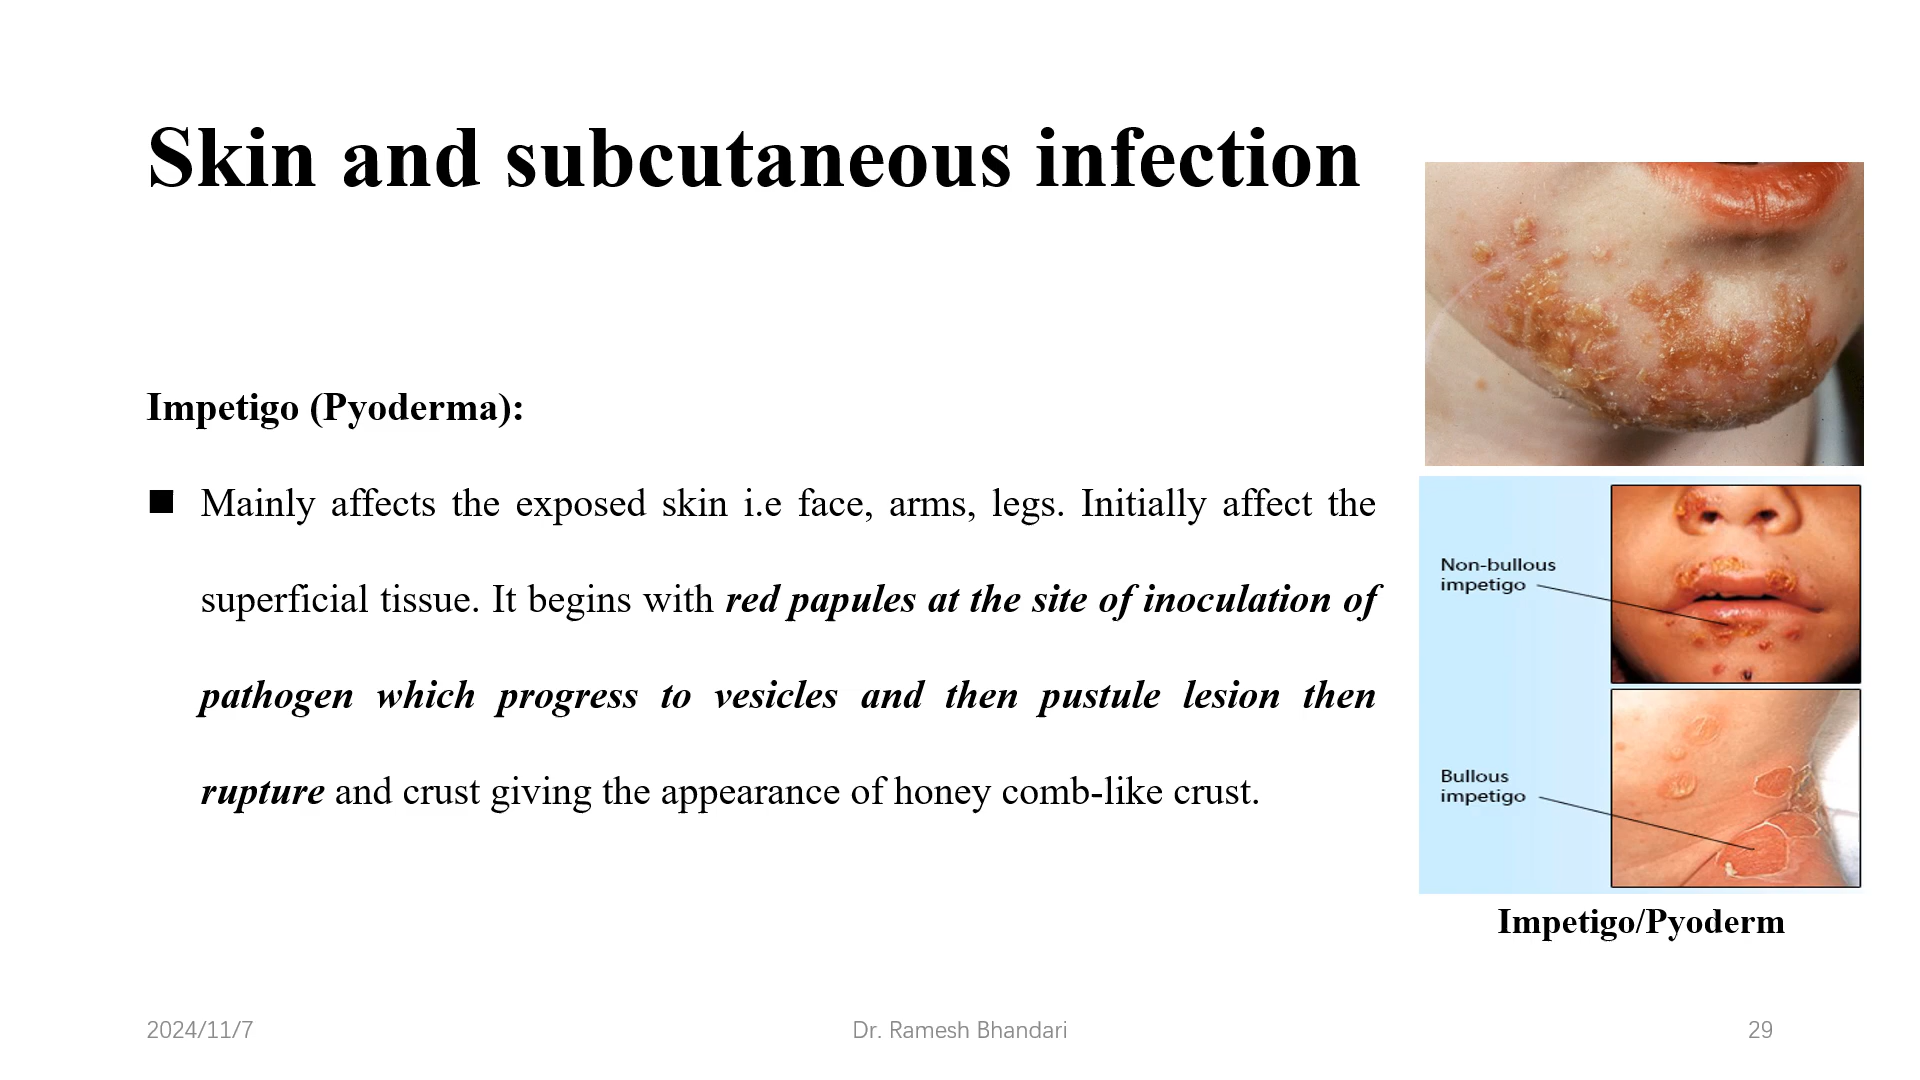 Skin and subcutaneous infection
Impetigo (Pyoderma):
■ Mainly affects the exposed skin i.e face, arms, legs. Initially affect the
superficial tissue. It begins with red papules at the site of inoculation of
pathogen which progress to vesicles and then pustule lesion then
rupture and crust giving the appearance of honey comb-like crust.
Non-bullous
impetigo
Bullous
impetigo
Impetigo/Pyoderm
2024/11/7
Dr. Ramesh Bhandari
29